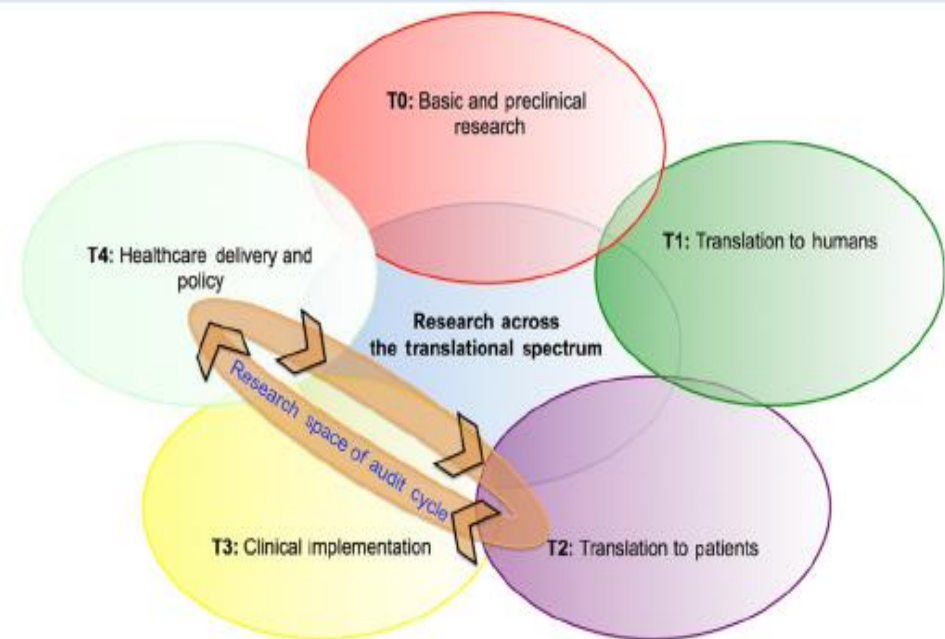 T0: Basic and preclinical
research
T1: Translation to humans
T4: Healthcare delivery and
policy
Research across
the translational spectrum
Research space of audit cycle
T3: Clinical implementation
T2: Translation to patients